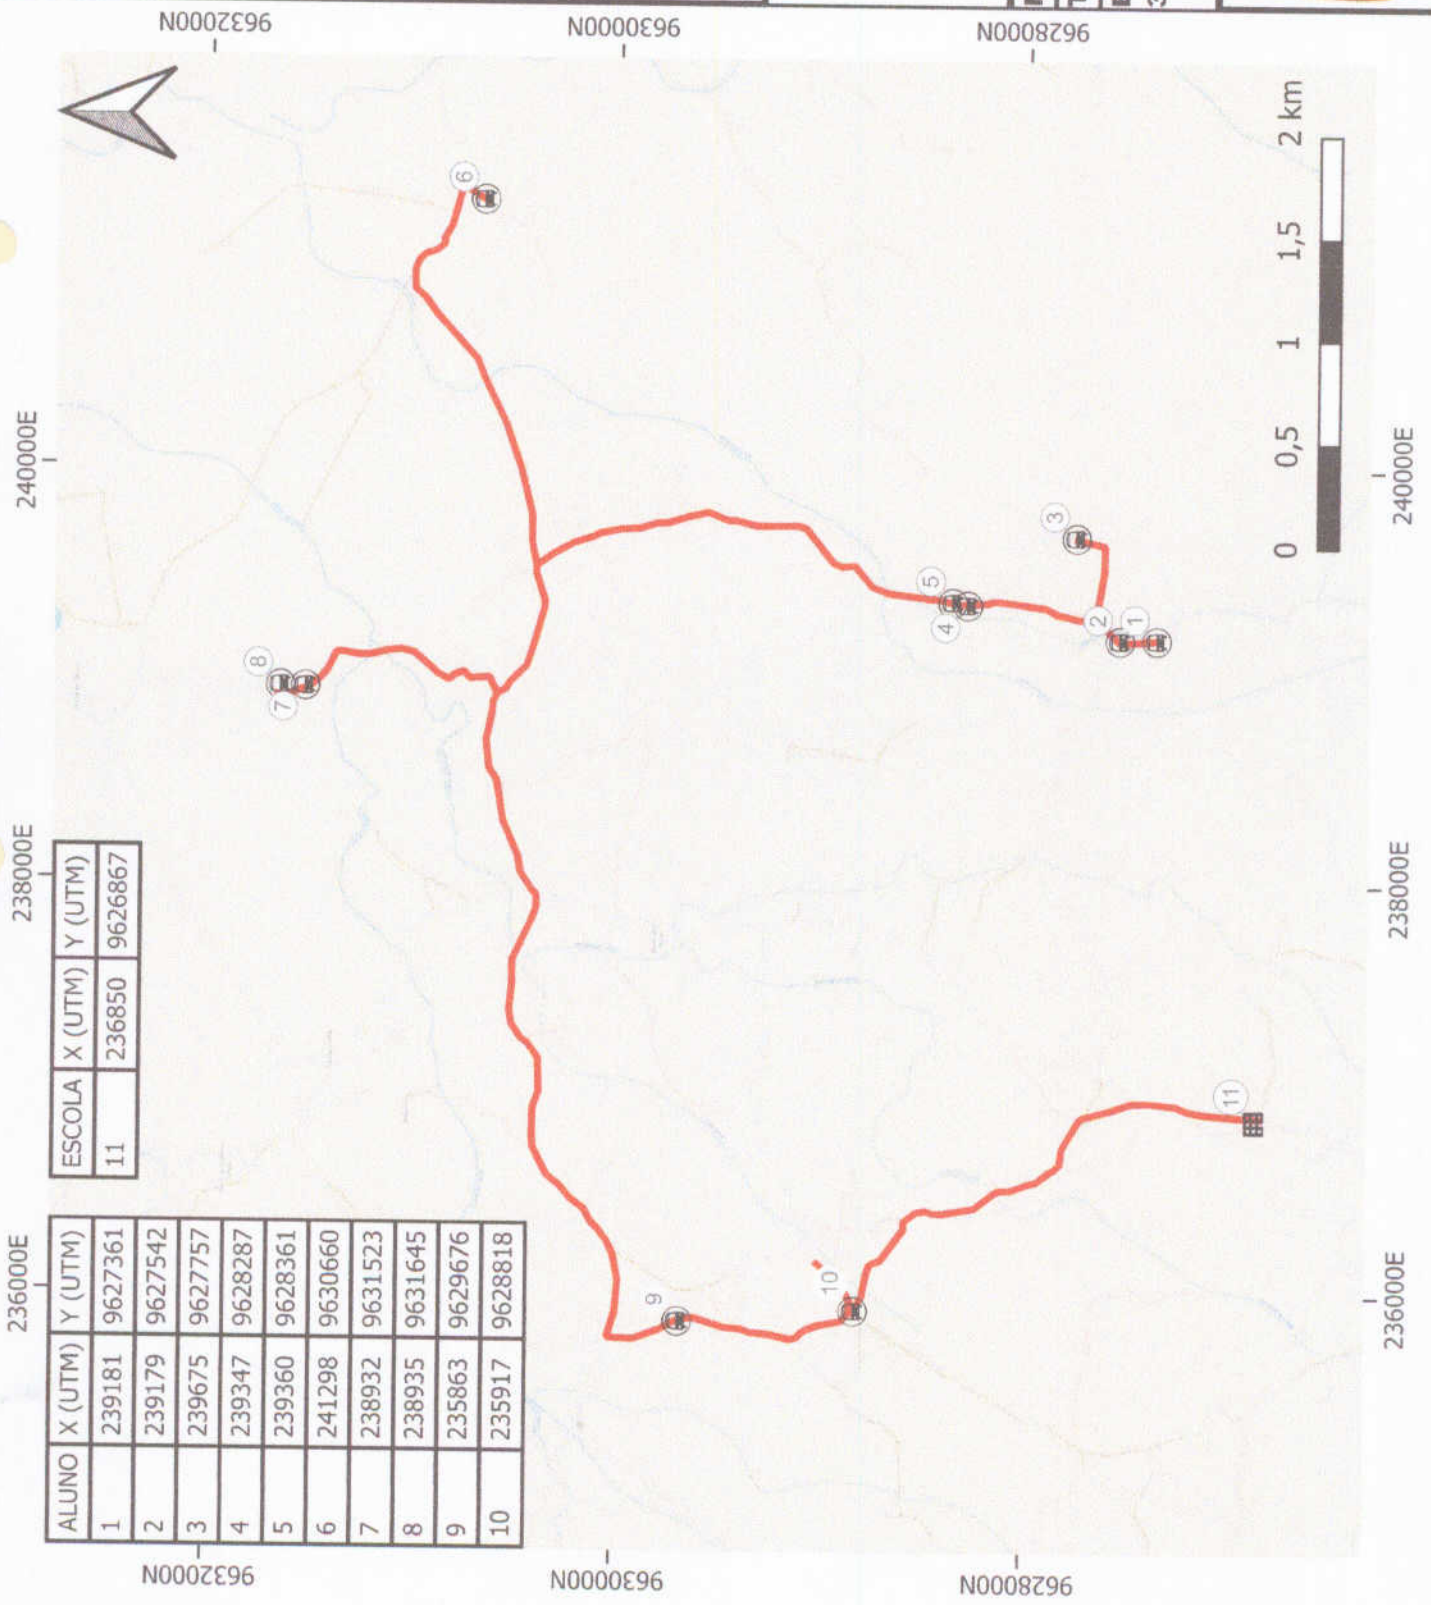 ALUNO X (UTM) Y (UTM)
1 239181 9627361
2 239179 9627542
3 239675 9627757
4 239347 9628287
5 239360 9628361
6 241298 9630660
7 238932 9631523
8 238935 9631645
9 235863 9629676
10 235917 9628818
ESCOLA X (UTM) Y (UTM)
11 236850 9626867
236000E
238000E
240000E
9632000N
9630000N
9628000N
9632000N
9630000N
9628000N
236000E
238000E
240000E
8
7
6
9
10
5
4
3
2
1
11
0 0,5 1 1,5 2 km